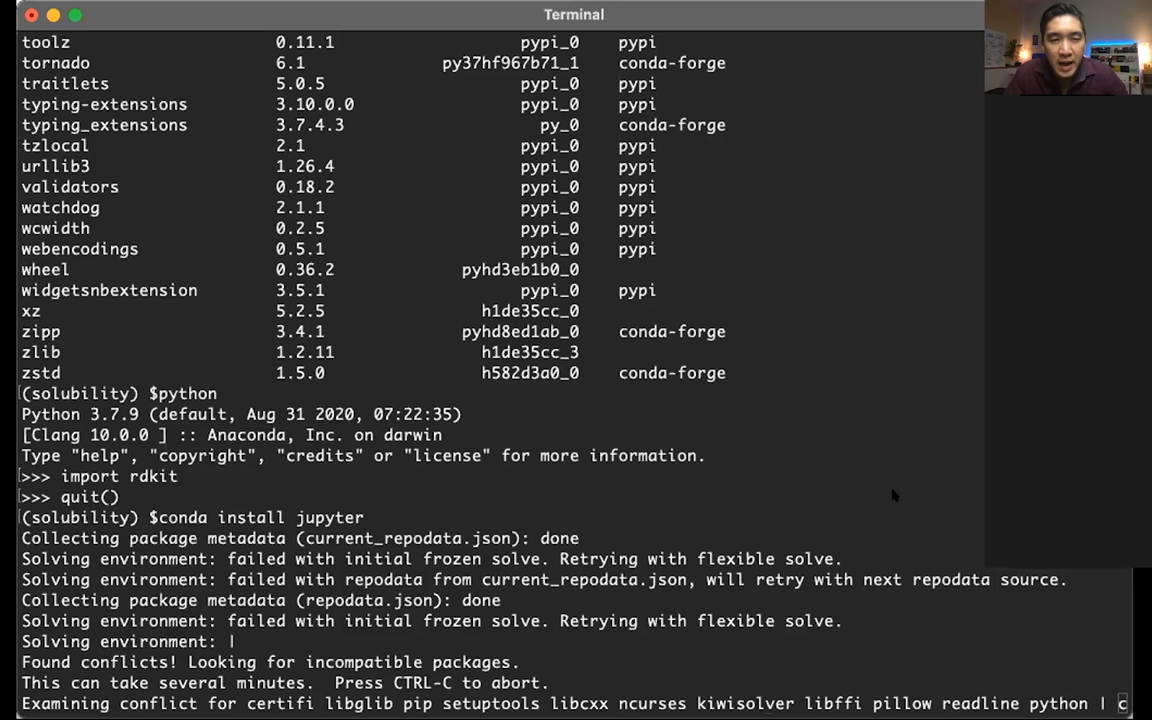 Terminal
toolz 0.11.1 pypi_0 pypi
tornado 6.1 py37hf967b71_1 conda-forge
traitlets 5.0.5 pypi_0 pypi
typing-extensions 3.10.0.0 pypi_0 pypi
typing_extensions 3.7.4.3 py_0 conda-forge
tzlocal 2.1 pypi_0 pypi
urllib3 1.26.4 pypi_0 pypi
validators 0.18.2 pypi_0 pypi
watchdog 2.1.1 pypi_0 pypi
wcwidth 0.2.5 pypi_0 pypi
webencodings 0.5.1 pypi_0 pypi
wheel 0.36.2 pyhd3eb1b0_0
widgetsnbextension 3.5.1 pypi_0 pypi
xz 5.2.5 h1de35cc_0
zipp 3.4.1 pyhd8ed1ab_0 conda-forge
zlib 1.2.11 h1de35cc_3
zstd 1.5.0 h582d3a0_0 conda-forge
[(solubility) $python
Python 3.7.9 (default, Aug 31 2020, 07:22:35)
[Clang 10.0.0 ] :: Anaconda, Inc. on darwin
Type "help", "copyright", "credits" or "license" for more information.
[>>> import rdkit
[>>> quit()
[(solubility) $conda install jupyter
Collecting package metadata (current_repodata.json): done
Solving environment: failed with initial frozen solve. Retrying with flexible solve.
Solving environment: failed with repodata from current_repodata.json, will retry with next repodata source.
Collecting package metadata (repodata.json): done
Solving environment: failed with initial frozen solve. Retrying with flexible solve.
Solving environment: |
Found conflicts! Looking for incompatible packages.
This can take several minutes.  Press CTRL-C to abort.
Examining conflict for certifi libglib pip setuptools libcxx ncurses kiwisolver libffi pillow readline python | c